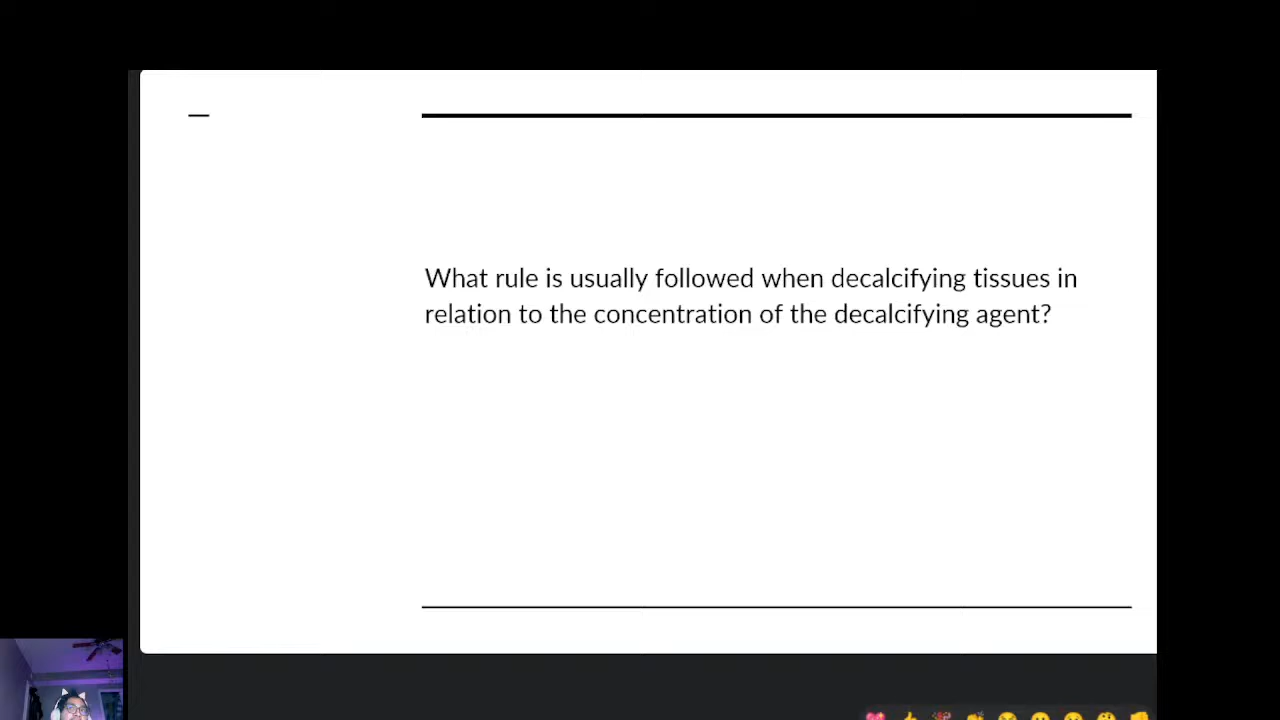 What rule is usually followed when decalcifying tissues in
relation to the concentration of the decalcifying agent?